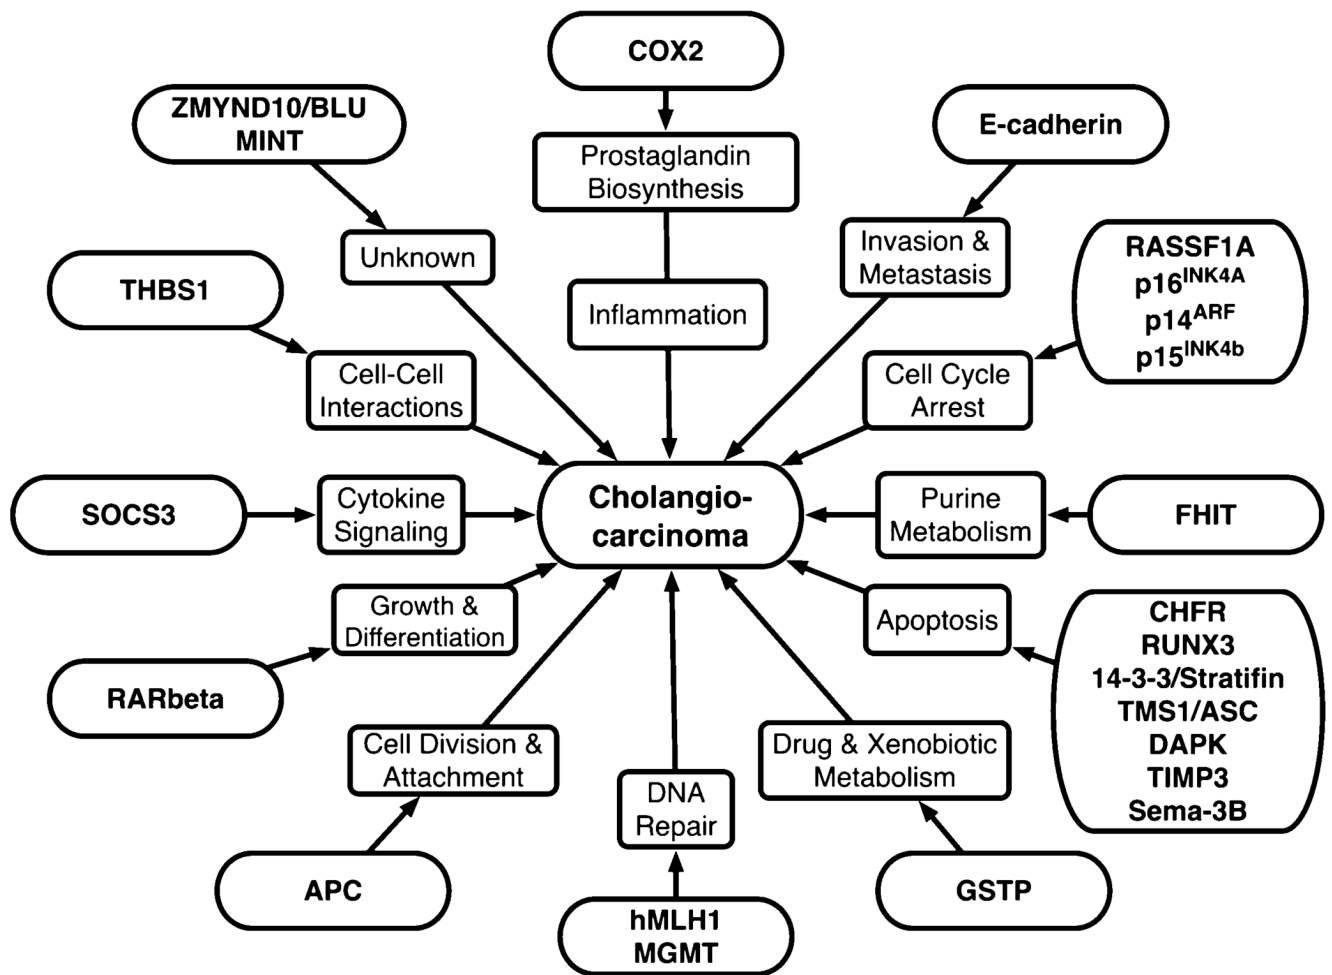 COX2
ZMYND10/BLU
MINT
E-cadherin
Prostaglandin
Biosynthesis
Unknown
Invasion &
Metastasis
RASSF1A
p16INK4A
p14ARF
p15INK4b
THBS1
Inflammation
Cell-Cell
Interactions
Cell Cycle
Arrest
SOCS3
Cytokine
Signaling
Cholangio-
carcinoma
Purine
Metabolism
FHIT
Growth &
Differentiation
Apoptosis
CHFR
RUNX3
14-3-3/Stratifin
TMS1/ASC
DAPK
TIMP3
Sema-3B
RARbeta
Cell Division &
Attachment
DNA
Repair
Drug & Xenobiotic
Metabolism
APC
hMLH1
MGMT
GSTP